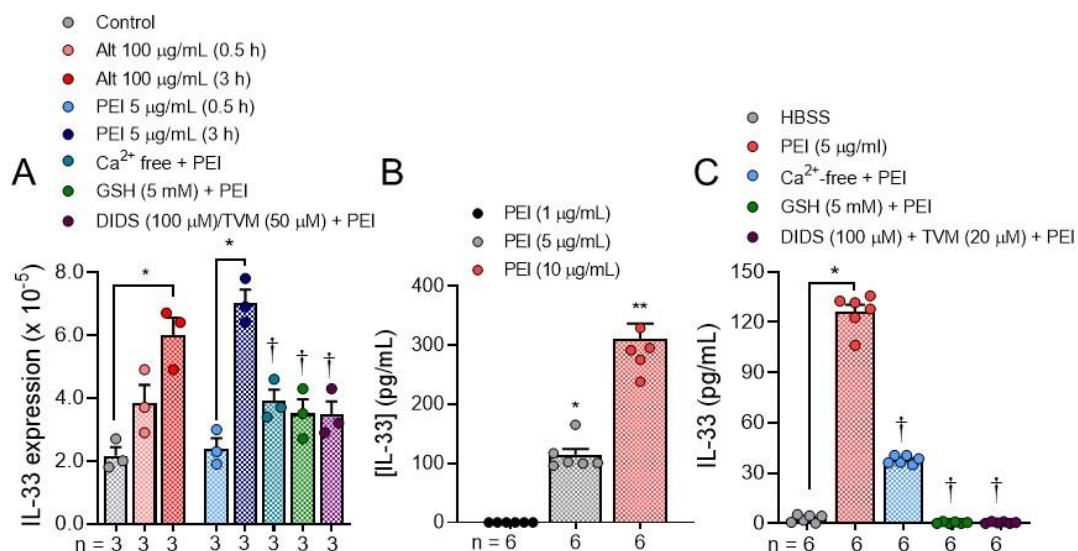 Control
Alt 100 μg/mL (0.5 h)
Alt 100 μg/mL (3 h)
PEI 5 μg/mL (0.5 h)
PEI 5 μg/mL (3 h)
Ca²⁺ free + PEI
GSH (5 mM) + PEI
DIDS (100 μM)/TVM (50 μM) + PEI
A
IL-33 expression (x 10⁻⁵)
8.0
6.0
4.0
2.0
0.0
*
*
† † †
n = 3 3 3 3 3 3 3 3
B
PEI (1 μg/mL)
PEI (5 μg/mL)
PEI (10 μg/mL)
[IL-33] (pg/mL)
400
300
200
100
0
*
**
n = 6 6 6
C
HBSS
PEI (5 μg/ml)
Ca²⁺-free + PEI
GSH (5 mM) + PEI
DIDS (100 μM) + TVM (20 μM) + PEI
IL-33 (pg/mL)
150
120
90
60
30
0
*
†
† †
n = 6 6 6 6 6